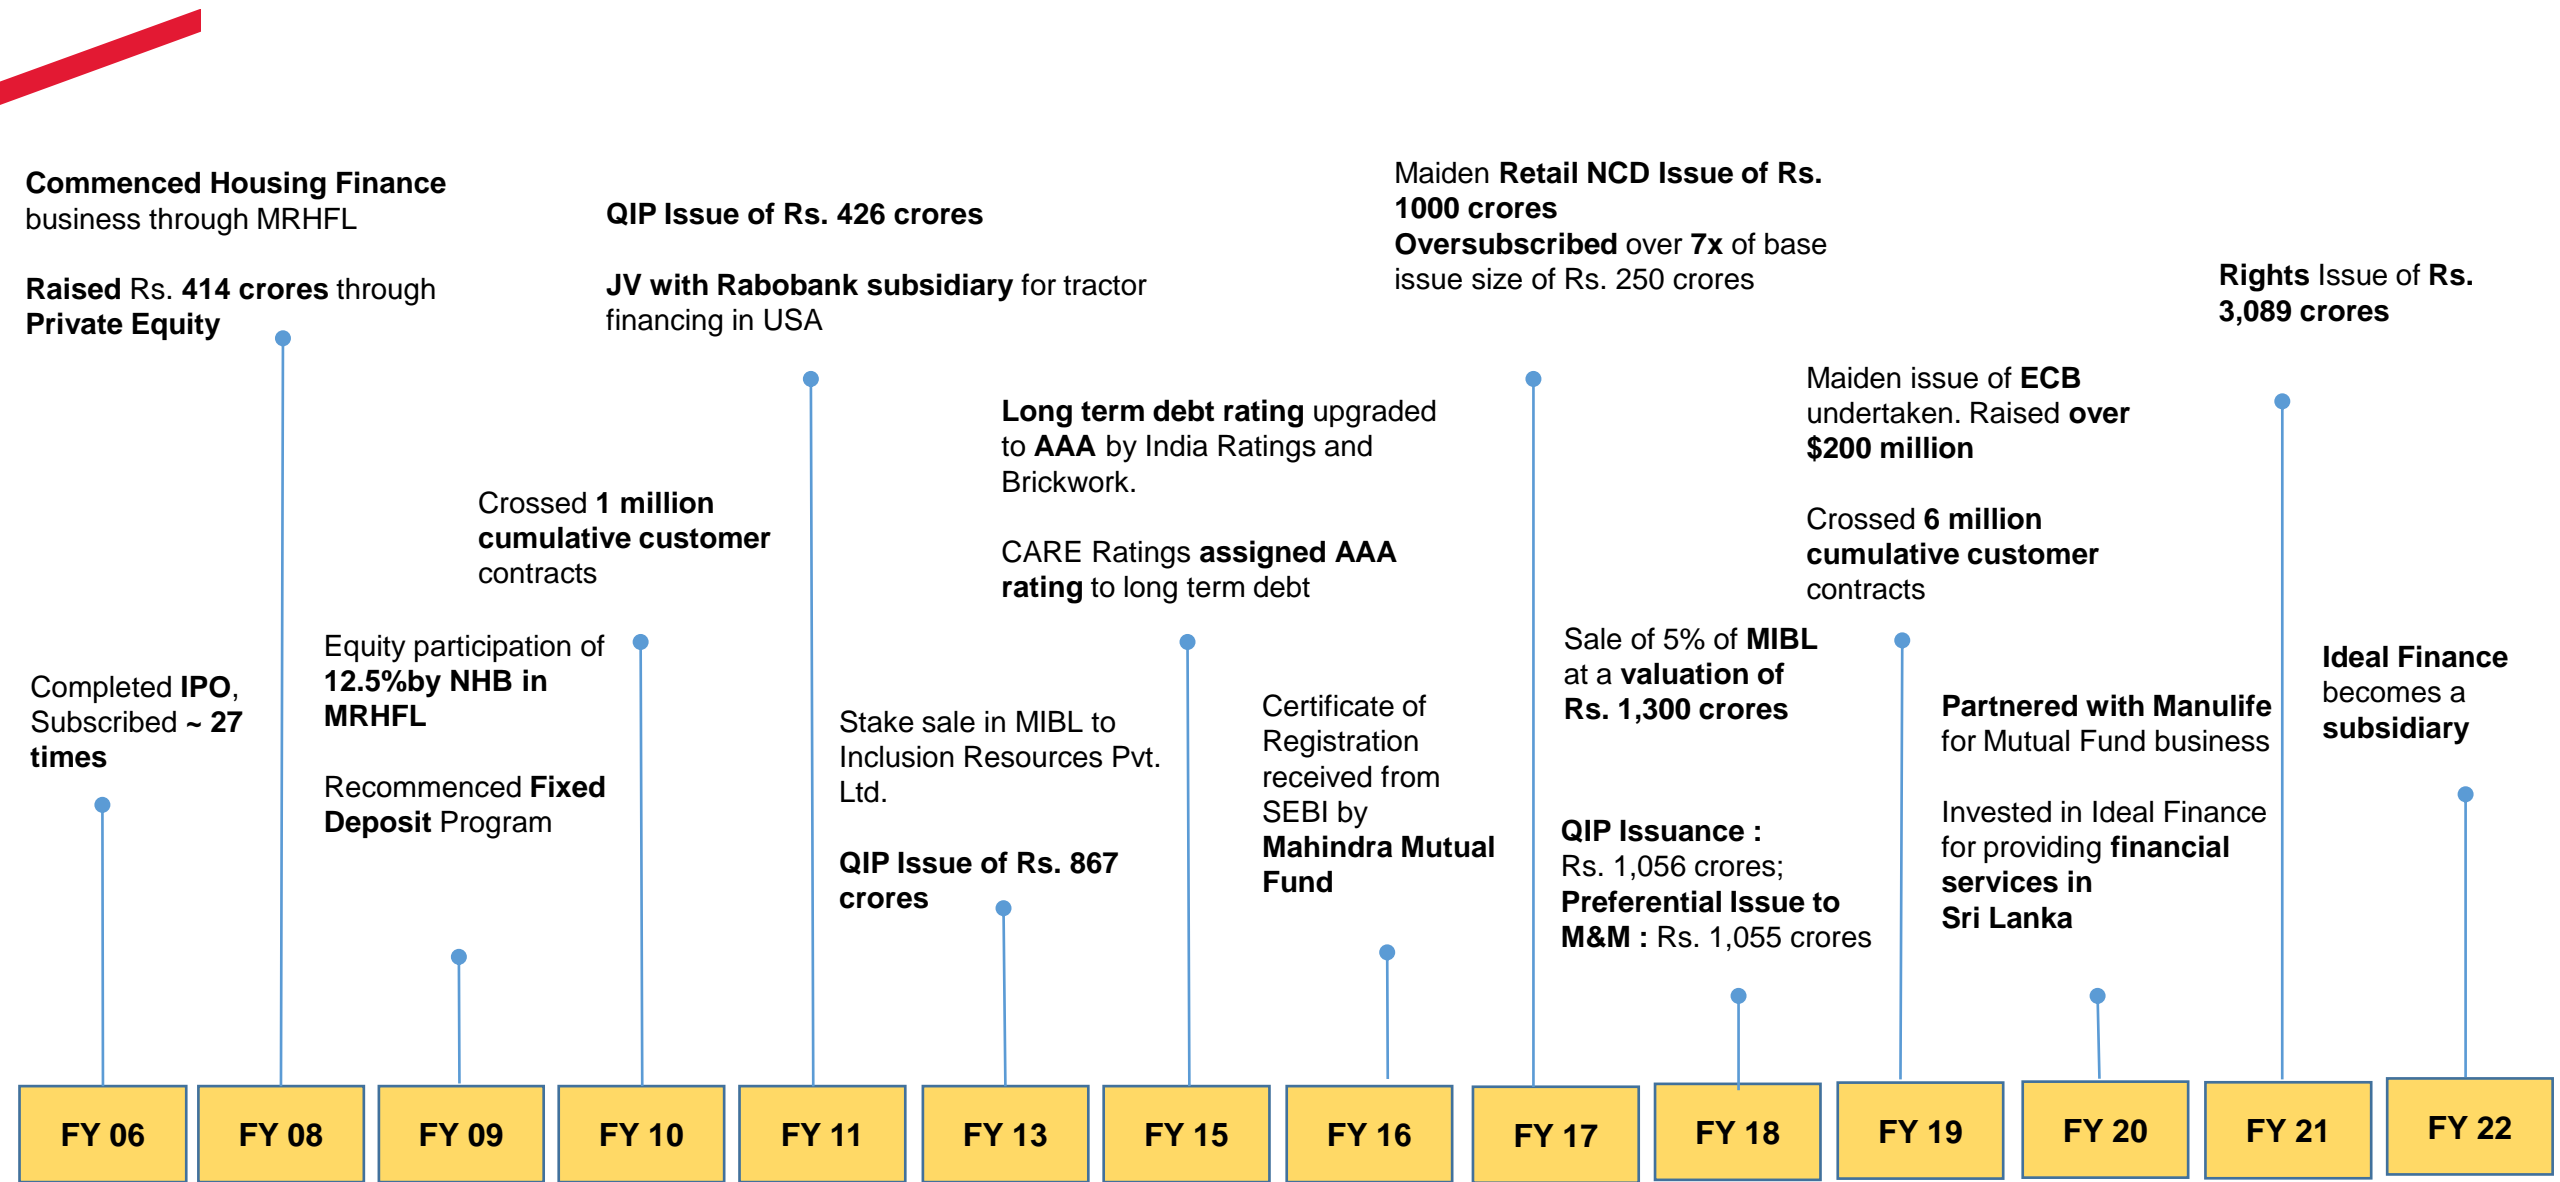 Commenced Housing Finance
business through MRHFL
Raised Rs. 414 crores through
Private Equity
QIP Issue of Rs. 426 crores
JV with Rabobank subsidiary for tractor
financing in USA
Maiden Retail NCD Issue of Rs.
1000 crores
Oversubscribed over 7x of base
issue size of Rs. 250 crores
Rights Issue of Rs.
3,089 crores
Maiden issue of ECB
undertaken. Raised over
$200 million
Crossed 6 million
cumulative customer
contracts
Long term debt rating upgraded
to AAA by India Ratings and
Brickwork.
CARE Ratings assigned AAA
rating to long term debt
Crossed 1 million
cumulative customer
contracts
Completed IPO,
Subscribed ~ 27
times
Equity participation of
12.5%by NHB in
MRHFL
Recommenced Fixed
Deposit Program
Stake sale in MIBL to
Inclusion Resources Pvt.
Ltd.
QIP Issue of Rs. 867
crores
Certificate of
Registration
received from
SEBI by
Mahindra Mutual
Fund
Sale of 5% of MIBL
at a valuation of
Rs. 1,300 crores
QIP Issuance :
Rs. 1,056 crores;
Preferential Issue to
M&M : Rs. 1,055 crores
Partnered with Manulife
for Mutual Fund business
Invested in Ideal Finance
for providing financial
services in
Sri Lanka
Ideal Finance
becomes a
subsidiary
FY 06
FY 08
FY 09
FY 10
FY 11
FY 13
FY 15
FY 16
FY 17
FY 18
FY 19
FY 20
FY 21
FY 22